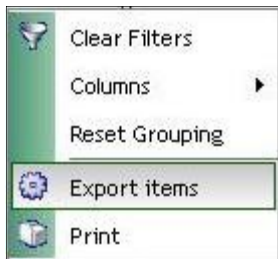 Clear Filters
Columns
Reset Grouping
Export items
Print